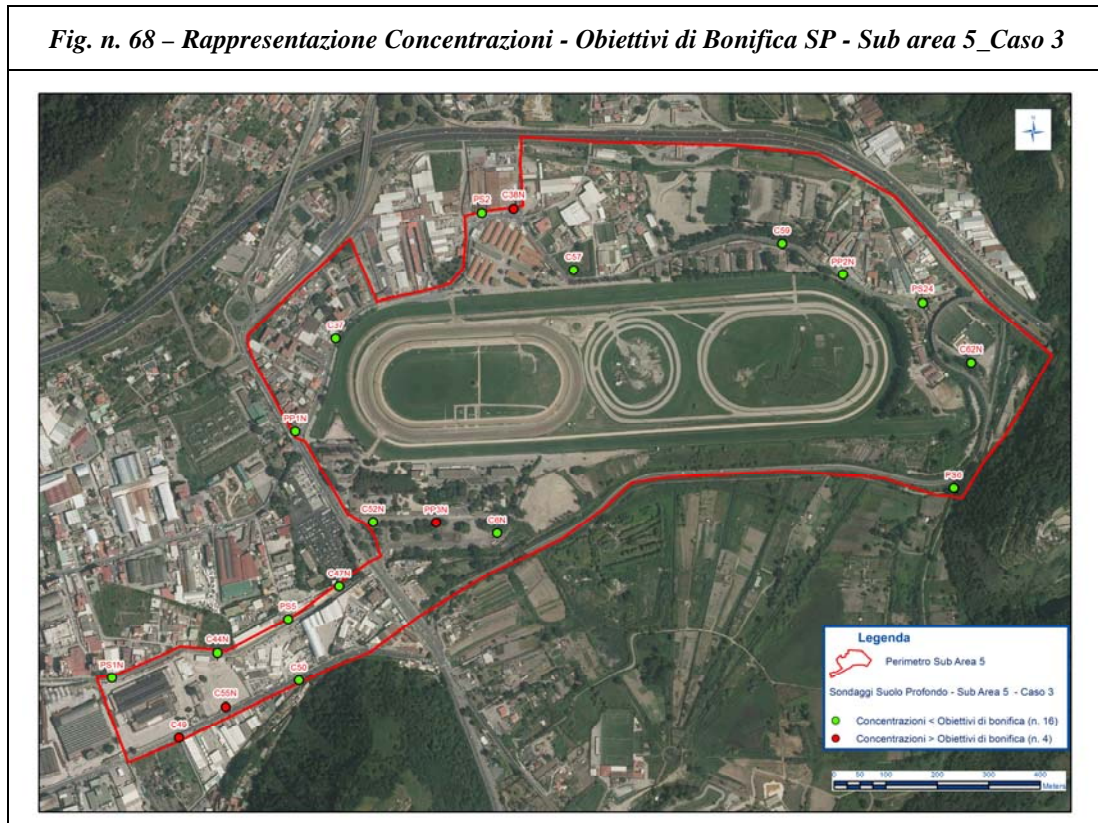 Fig. n. 68 – Rappresentazione Concentrazioni - Obiettivi di Bonifica SP - Sub area 5_Caso 3
N
PS2
C38N
C57
C59
PP2N
PS24
C62N
C37
PP1N
PS6
C52N
PP3N
C6N
C47N
PS5
C44N
PS1N
C50
C55N
C49
Legenda
Perimetro Sub Area 5
Sondaggi Suolo Profondo - Sub Area 5 - Caso 3
Concentrazioni < Obiettivi di bonifica (n. 16)
Concentrazioni > Obiettivi di bonifica (n. 4)
0 50 100 200 300 400
Meters